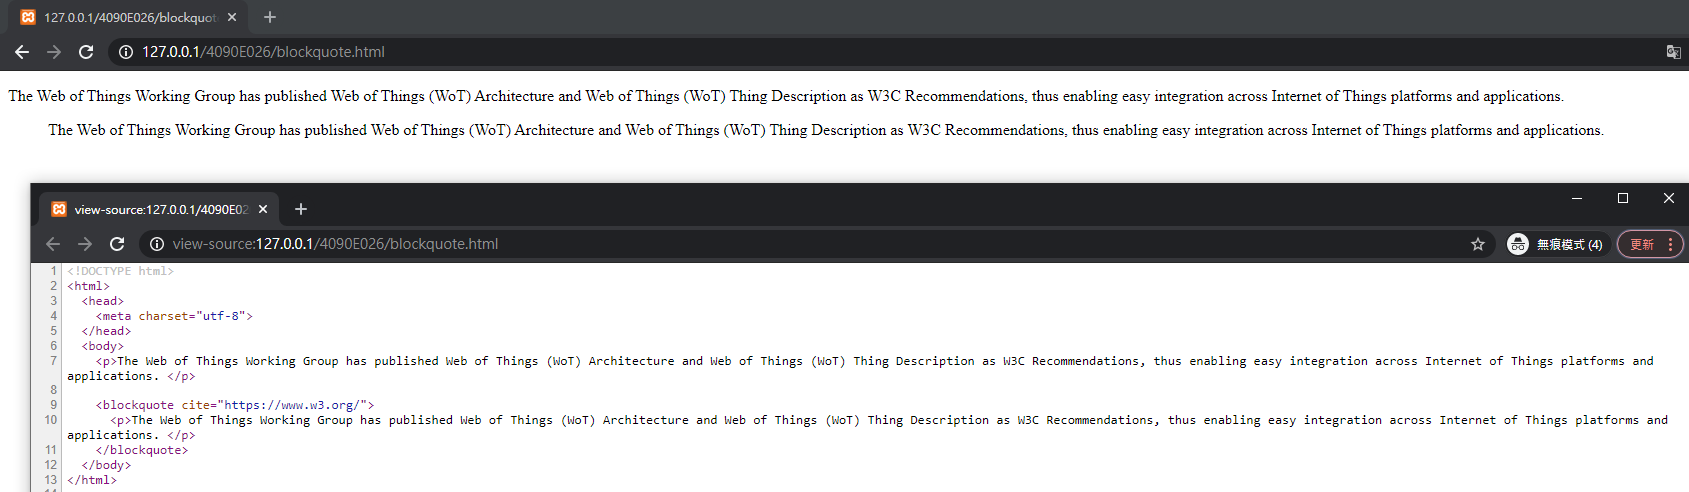 127.0.0.1/4090E026/blockquot
127.0.0.1/4090E026/blockquote.html
The Web of Things Working Group has published Web of Things (WoT) Architecture and Web of Things (WoT) Thing Description as W3C Recommendations, thus enabling easy integration across Internet of Things platforms and applications.
The Web of Things Working Group has published Web of Things (WoT) Architecture and Web of Things (WoT) Thing Description as W3C Recommendations, thus enabling easy integration across Internet of Things platforms and applications.
view-source:127.0.0.1/4090E02
view-source:127.0.0.1/4090E026/blockquote.html 無痕模式 (4) 更新
1 <!DOCTYPE html>
2 <html>
3 <head>
4 <meta charset="utf-8">
5 </head>
6 <body>
7 <p>The Web of Things Working Group has published Web of Things (WoT) Architecture and Web of Things (WoT) Thing Description as W3C Recommendations, thus enabling easy integration across Internet of Things platforms and
applications. </p>
8
9 <blockquote cite="https://www.w3.org/">
10 <p>The Web of Things Working Group has published Web of Things (WoT) Architecture and Web of Things (WoT) Thing Description as W3C Recommendations, thus enabling easy integration across Internet of Things platforms and
applications. </p>
11 </blockquote>
12 </body>
13 </html>